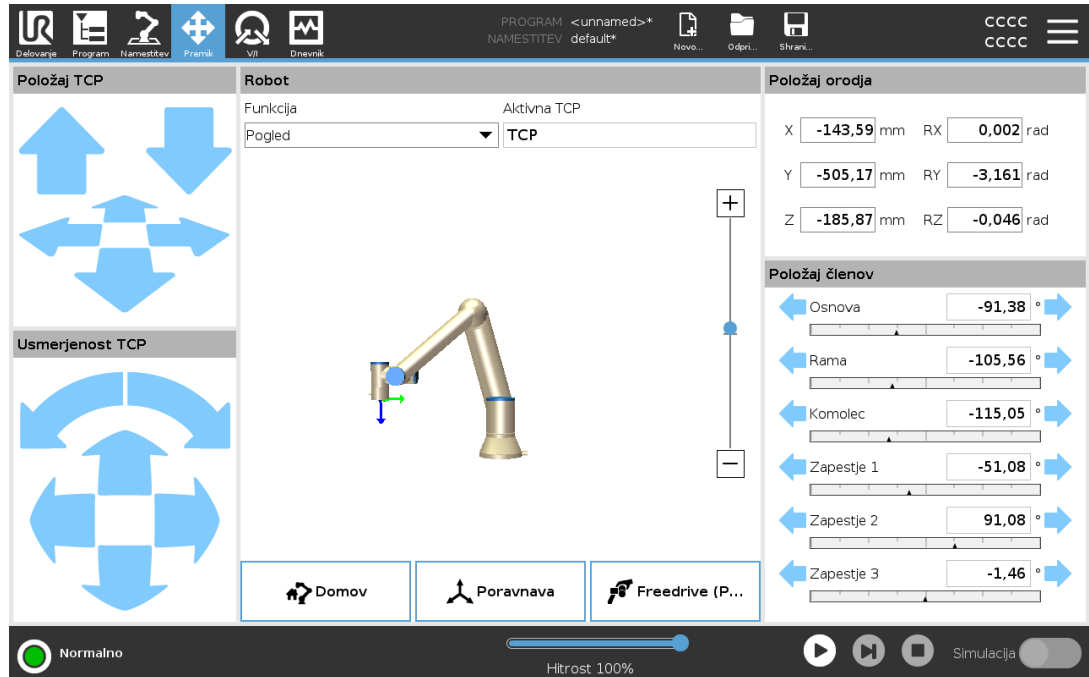 UR
Delovanje
Program
Namestitev
Premik
V/I
Dnevnik
PROGRAM <unnamed>*
NAMESTITEV default*
Novo...
Odpri...
Shrani...
CCCC
CCCC
Položaj TCP
Usmerjenost TCP
Robot
Funkcija
Aktivna TCP
Pogled
TCP
Domov
Poravnava
Freedrive (P...
Položaj orodja
X -143,59 mm RX 0,002 rad
Y -505,17 mm RY -3,161 rad
Z -185,87 mm RZ -0,046 rad
Položaj členov
Osnova -91,38 °
Rama -105,56 °
Komolec -115,05 °
Zapestje 1 -51,08 °
Zapestje 2 91,08 °
Zapestje 3 -1,46 °
Normalno
Hitrost 100%
Simulacija